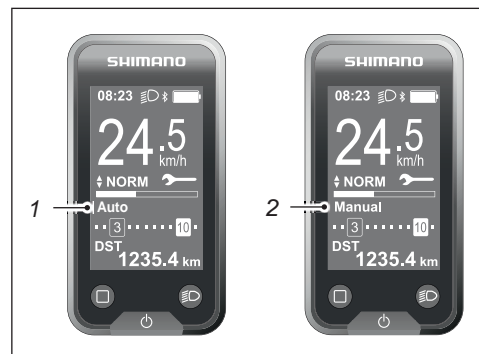 SHIMANO
08:23
24.5
km/h
NORM
1
Auto
3 10
DST
1235.4 km
SHIMANO
08:23
24.5
km/h
NORM
2
Manual
3 10
DST
1235.4 km